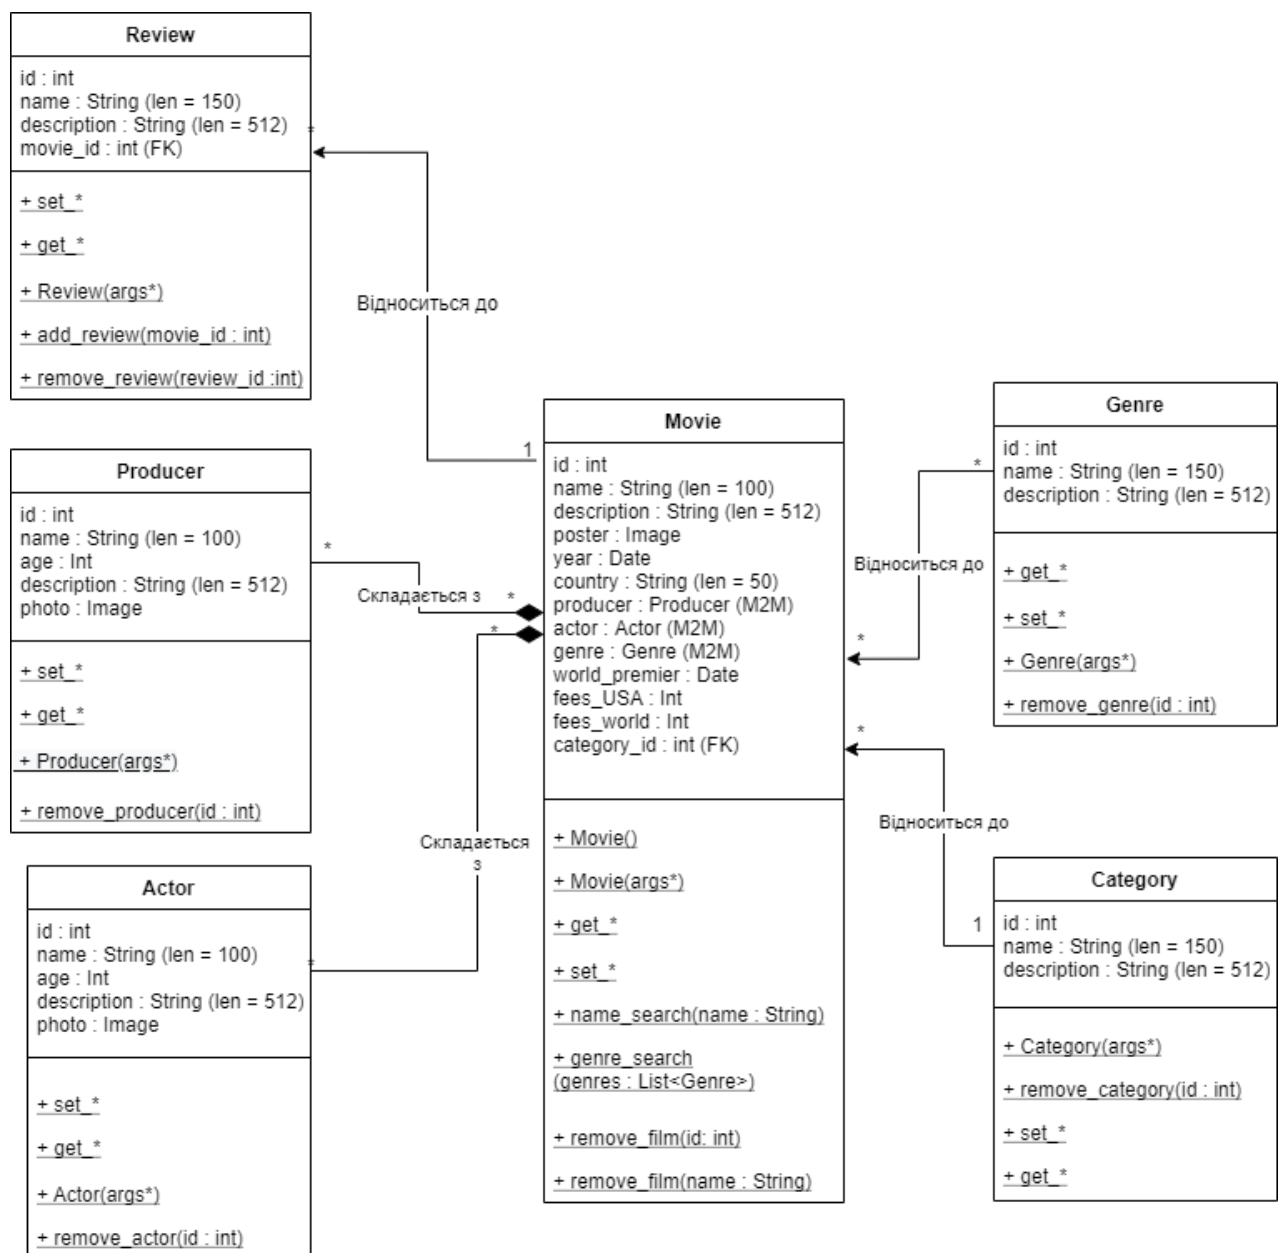 Review
id : int
name : String (len = 150)
description : String (len = 512)
movie_id : int (FK)
+ set_*
+ get_*
+ Review(args*)
+ add_review(movie_id : int)
+ remove_review(review_id :int)
*
Відноситься до
1
Producer
id : int
name : String (len = 100)
age : Int
description : String (len = 512)
photo : Image
+ set_*
+ get_*
+ Producer(args*)
+ remove_producer(id : int)
*
Складається з
*
Actor
id : int
name : String (len = 100)
age : Int
description : String (len = 512)
photo : Image
+ set_*
+ get_*
+ Actor(args*)
+ remove_actor(id : int)
*
Складається
з
*
Movie
id : int
name : String (len = 100)
description : String (len = 512)
poster : Image
year : Date
country : String (len = 50)
producer : Producer (M2M)
actor : Actor (M2M)
genre : Genre (M2M)
world_premier : Date
fees_USA : Int
fees_world : Int
category_id : int (FK)
+ Movie()
+ Movie(args*)
+ get_*
+ set_*
+ name_search(name : String)
+ genre_search
(genres : List<Genre>)
+ remove_film(id: int)
+ remove_film(name : String)
*
Відноситься до
*
Genre
id : int
name : String (len = 150)
description : String (len = 512)
+ get_*
+ set_*
+ Genre(args*)
+ remove_genre(id : int)
*
Відноситься до
1
Category
id : int
name : String (len = 150)
description : String (len = 512)
+ Category(args*)
+ remove_category(id : int)
+ set_*
+ get_*